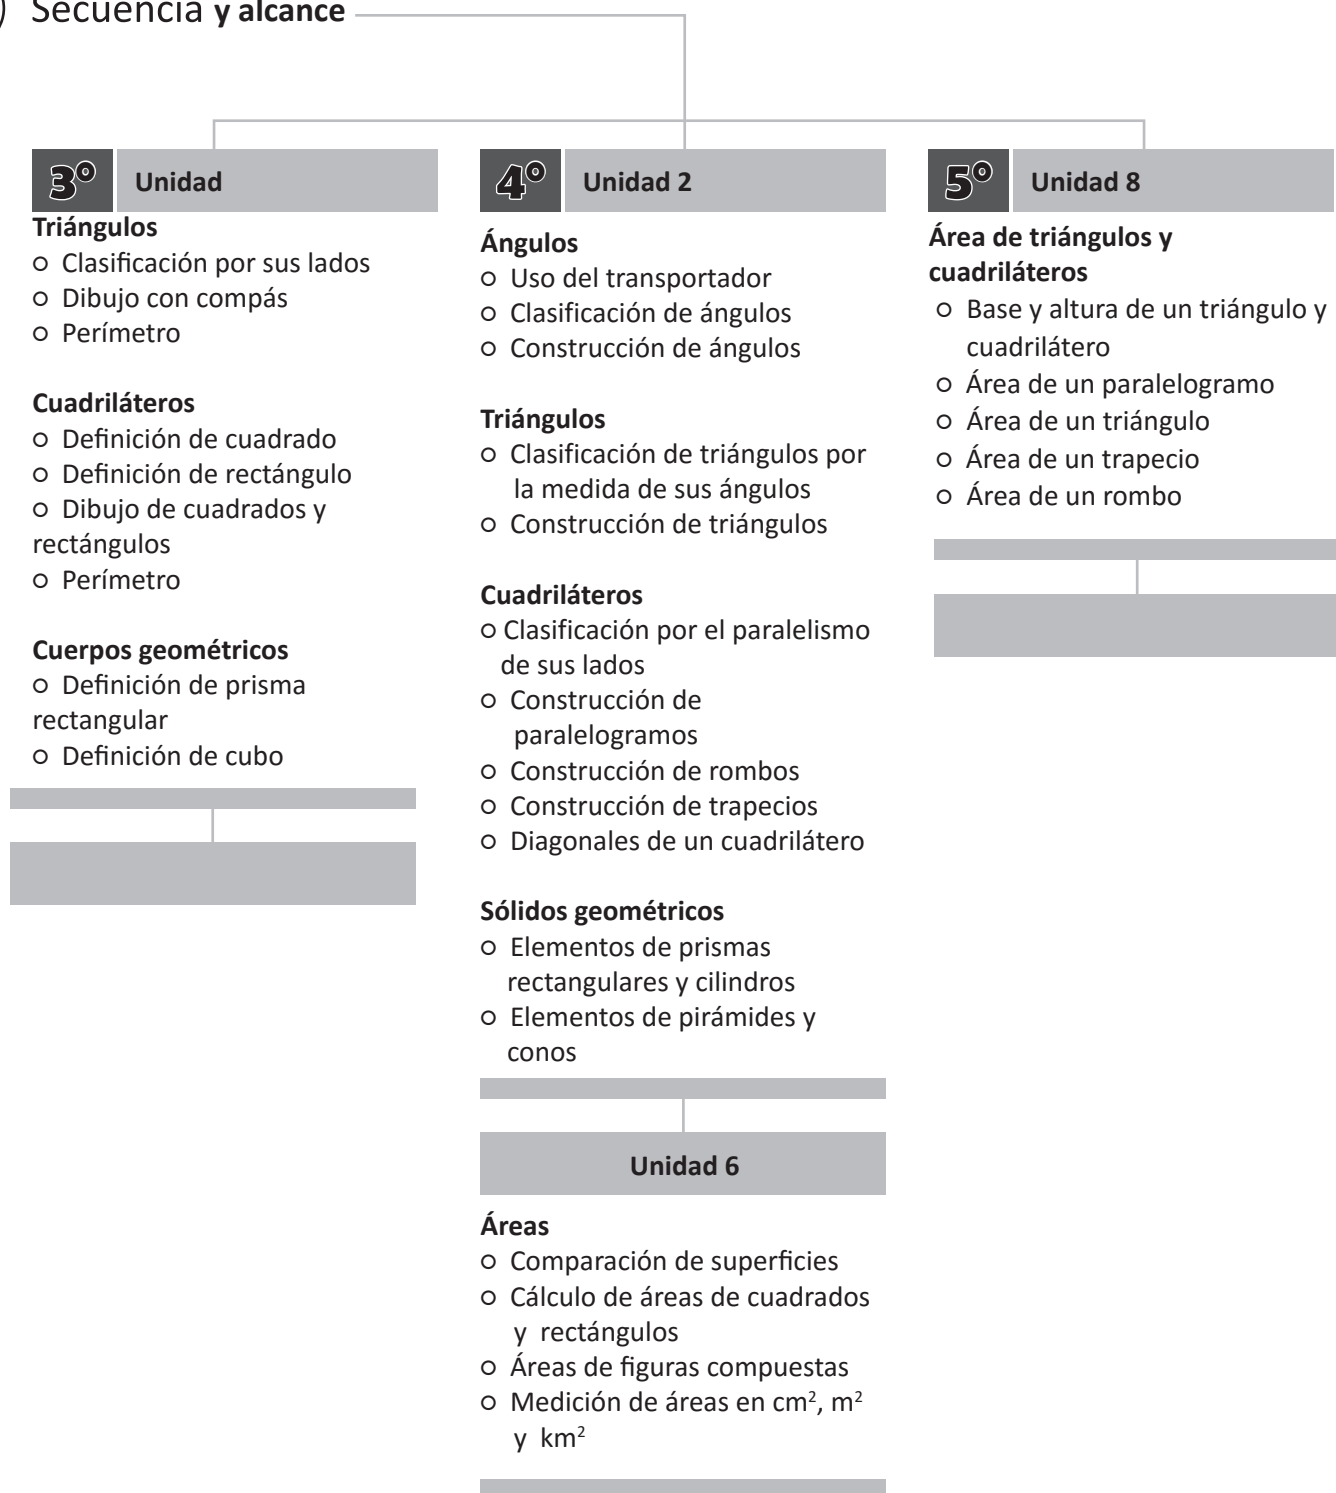 ) Secuencia y alcance
3º Unidad
Triángulos
o Clasificación por sus lados
o Dibujo con compás
o Perímetro
Cuadriláteros
o Definición de cuadrado
o Definición de rectángulo
o Dibujo de cuadrados y
rectángulos
o Perímetro
Cuerpos geométricos
o Definición de prisma
rectangular
o Definición de cubo
4º Unidad 2
Ángulos
o Uso del transportador
o Clasificación de ángulos
o Construcción de ángulos
Triángulos
o Clasificación de triángulos por
la medida de sus ángulos
o Construcción de triángulos
Cuadriláteros
o Clasificación por el paralelismo
de sus lados
o Construcción de
paralelogramos
o Construcción de rombos
o Construcción de trapecios
o Diagonales de un cuadrilátero
Sólidos geométricos
o Elementos de prismas
rectangulares y cilindros
o Elementos de pirámides y
conos
Unidad 6
Áreas
o Comparación de superficies
o Cálculo de áreas de cuadrados
y rectángulos
o Áreas de figuras compuestas
o Medición de áreas en cm², m²
y km²
5º Unidad 8
Área de triángulos y
cuadriláteros
o Base y altura de un triángulo y
cuadrilátero
o Área de un paralelogramo
o Área de un triángulo
o Área de un trapecio
o Área de un rombo